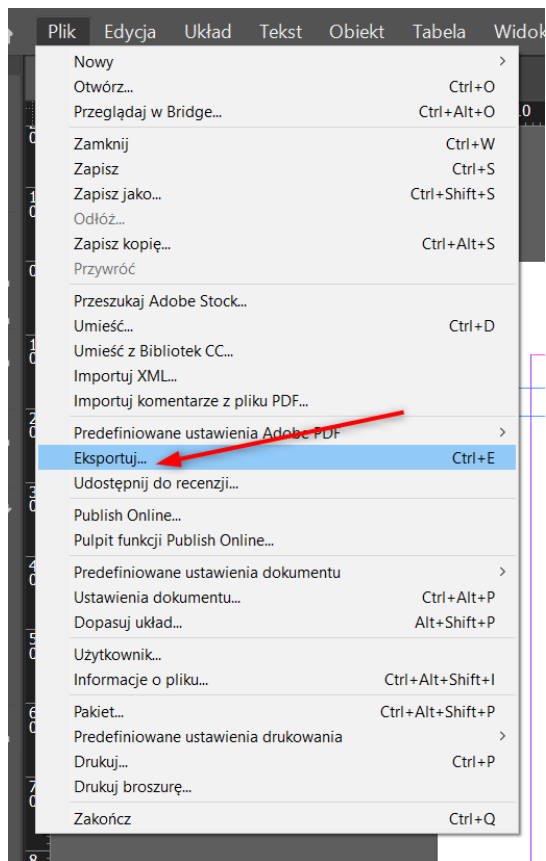 Plik Edycja Układ Tekst Obiekt Tabela Widok
Nowy >
Otwórz... Ctrl+O
Przeglądaj w Bridge... Ctrl+Alt+O
Zamknij Ctrl+W
Zapisz Ctrl+S
Zapisz jako... Ctrl+Shift+S
Odłóż...
Zapisz kopię... Ctrl+Alt+S
Przywróć
Przeszukaj Adobe Stock...
Umieść... Ctrl+D
Umieść z Bibliotek CC...
Importuj XML...
Importuj komentarze z pliku PDF...
Predefiniowane ustawienia Adobe PDF >
Eksportuj... Ctrl+E
Udostępnij do recenzji...
Publish Online...
Pulpit funkcji Publish Online...
Predefiniowane ustawienia dokumentu >
Ustawienia dokumentu... Ctrl+Alt+P
Dopasuj układ... Alt+Shift+P
Użytkownik...
Informacje o pliku... Ctrl+Alt+Shift+I
Pakiet... Ctrl+Alt+Shift+P
Predefiniowane ustawienia drukowania >
Drukuj... Ctrl+P
Drukuj broszurę...
Zakończ Ctrl+Q